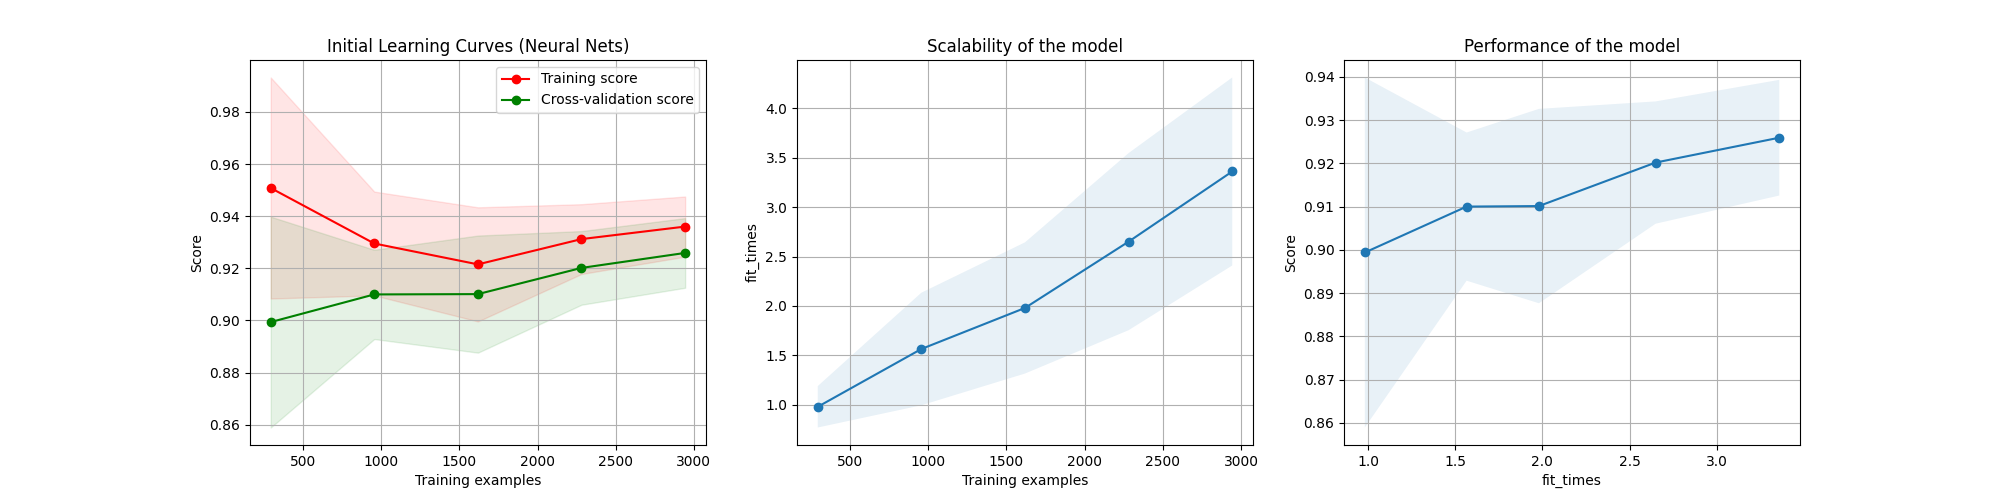 Initial Learning Curves (Neural Nets)
Training score
Cross-validation score
Score
0.98
0.96
0.94
0.92
0.90
0.88
0.86
500 1000 1500 2000 2500 3000
Training examples
Scalability of the model
fit_times
4.0
3.5
3.0
2.5
2.0
1.5
1.0
500 1000 1500 2000 2500 3000
Training examples
Performance of the model
Score
0.94
0.93
0.92
0.91
0.90
0.89
0.88
0.87
0.86
1.0 1.5 2.0 2.5 3.0
fit_times